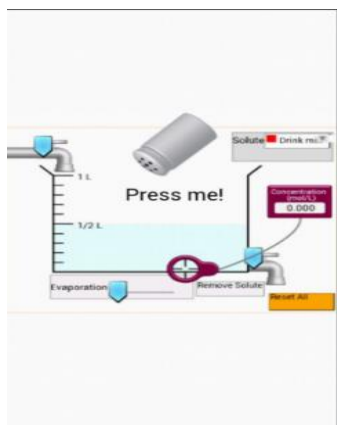 Solute
Drink mi
1 L
Press me!
Concentration
(mol/L)
0.000
1/2 L
Evaporation
Remove Solute
Reset All